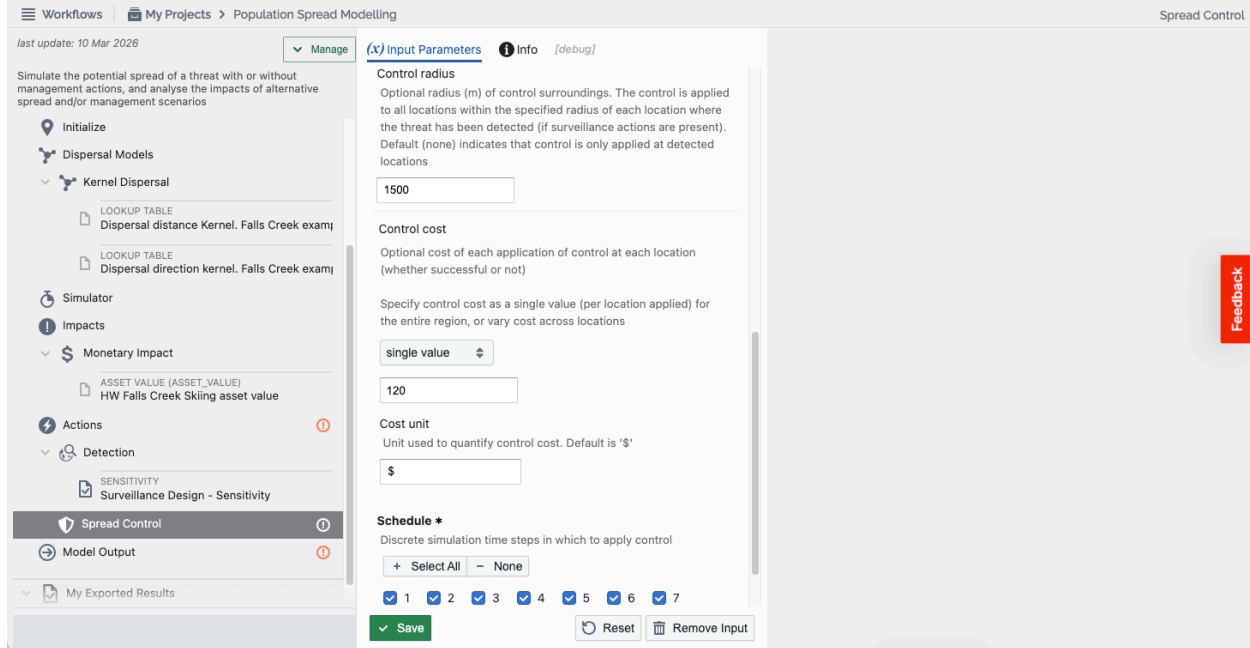 Workflows
My Projects > Population Spread Modelling
Spread Control
last update: 10 Mar 2026
Manage
Simulate the potential spread of a threat with or without
management actions, and analyse the impacts of alternative
spread and/or management scenarios
Initialize
Dispersal Models
Kernel Dispersal
LOOKUP TABLE
Dispersal distance Kernel. Falls Creek examp
LOOKUP TABLE
Dispersal direction kernel. Falls Creek examp
Simulator
Impacts
Monetary Impact
ASSET VALUE (ASSET_VALUE)
HW Falls Creek Skiing asset value
Actions
Detection
SENSITIVITY
Surveillance Design - Sensitivity
Spread Control
Model Output
My Exported Results
(x) Input Parameters
Info
[debug]
Control radius
Optional radius (m) of control surroundings. The control is applied
to all locations within the specified radius of each location where
the threat has been detected (if surveillance actions are present).
Default (none) indicates that control is only applied at detected
locations
1500
Control cost
Optional cost of each application of control at each location
(whether successful or not)
Specify control cost as a single value (per location applied) for
the entire region, or vary cost across locations
single value
120
Cost unit
Unit used to quantify control cost. Default is '$'
$
Schedule *
Discrete simulation time steps in which to apply control
+ Select All − None
1 2 3 4 5 6 7
Save
Reset
Remove Input
Feedback